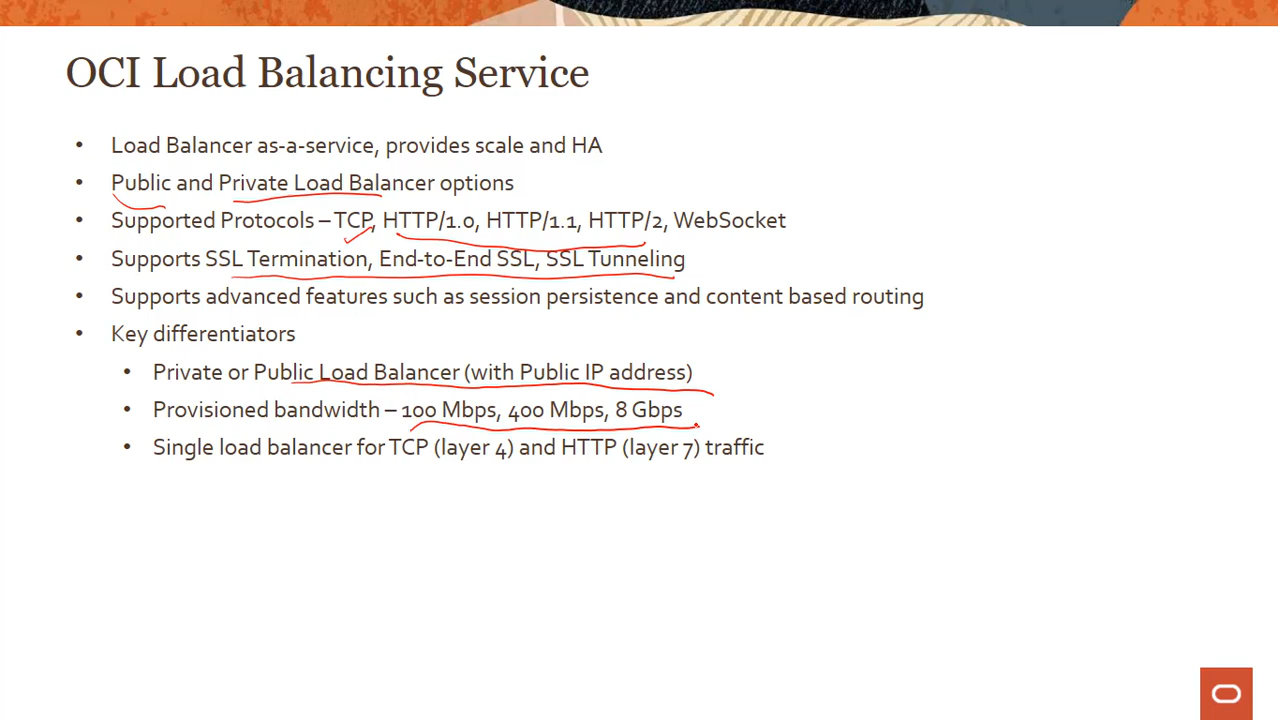 OCI Load Balancing Service
• Load Balancer as-a-service, provides scale and HA
• Public and Private Load Balancer options
• Supported Protocols – TCP, HTTP/1.0, HTTP/1.1, HTTP/2, WebSocket
• Supports SSL Termination, End-to-End SSL, SSL Tunneling
• Supports advanced features such as session persistence and content based routing
• Key differentiators
• Private or Public Load Balancer (with Public IP address)
• Provisioned bandwidth – 100 Mbps, 400 Mbps, 8 Gbps
• Single load balancer for TCP (layer 4) and HTTP (layer 7) traffic